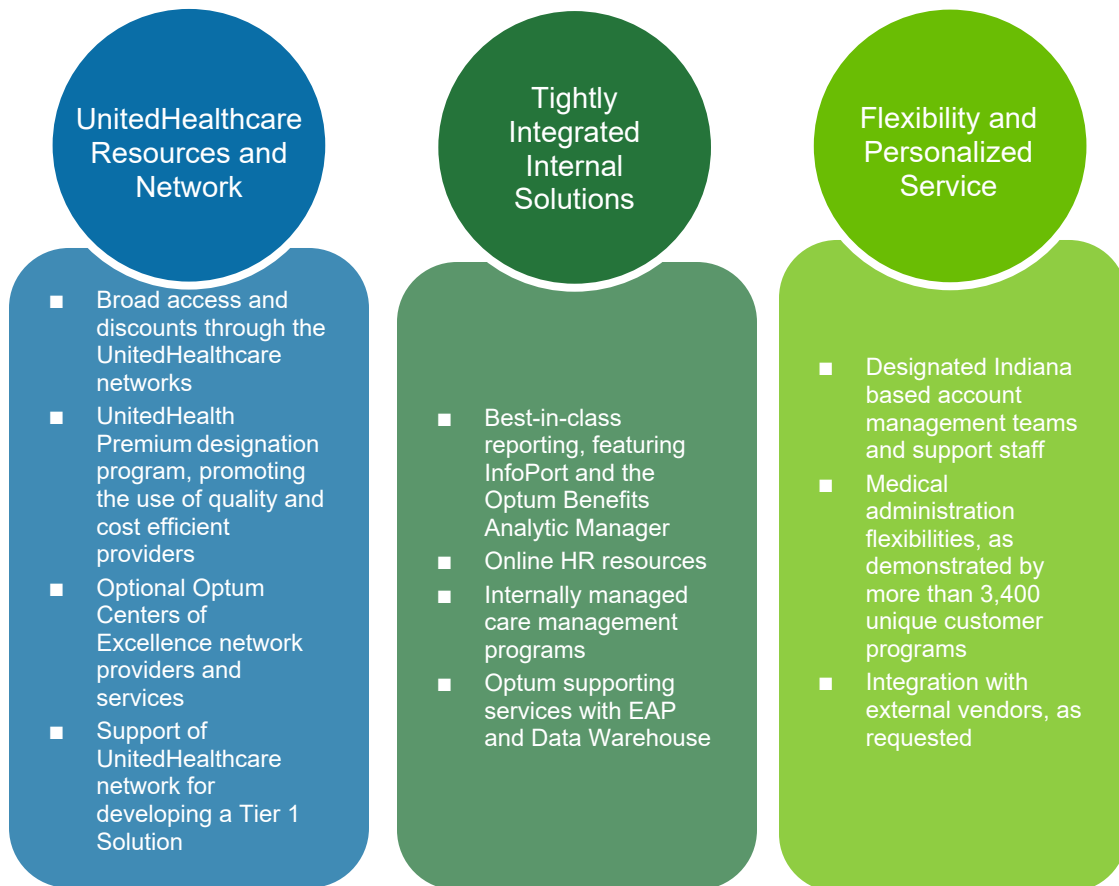 UnitedHealthcare
Resources and
Network
■ Broad access and
discounts through the
UnitedHealthcare
networks
■ UnitedHealth
Premium designation
program, promoting
the use of quality and
cost efficient
providers
■ Optional Optum
Centers of
Excellence network
providers and
services
■ Support of
UnitedHealthcare
network for
developing a Tier 1
Solution
Tightly
Integrated
Internal
Solutions
■ Best-in-class
reporting, featuring
InfoPort and the
Optum Benefits
Analytic Manager
■ Online HR resources
■ Internally managed
care management
programs
■ Optum supporting
services with EAP
and Data Warehouse
Flexibility and
Personalized
Service
■ Designated Indiana
based account
management teams
and support staff
■ Medical
administration
flexibilities, as
demonstrated by
more than 3,400
unique customer
programs
■ Integration with
external vendors, as
requested